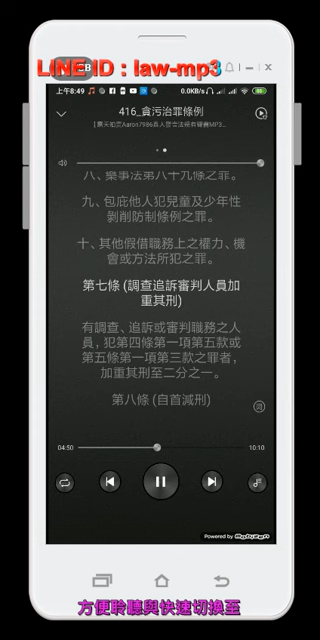 LINE ID：law-mp3
上午8:49
0.0KB/s
416_貪污治罪條例
八、藥事法第八十九條之罪。
九、包庇他人犯兒童及少年性
剝削防制條例之罪。
十、其他假借職務上之權力、機
會或方法所犯之罪。
第七條 (調查追訴審判人員加
重其刑)
有調查、追訴或審判職務之人
員，犯第四條第一項第五款或
第五條第一項第三款之罪者，
加重其刑至二分之一。
第八條 (自首減刑)
04:50
10:10
Powered by
方便聆聽與快速切換至